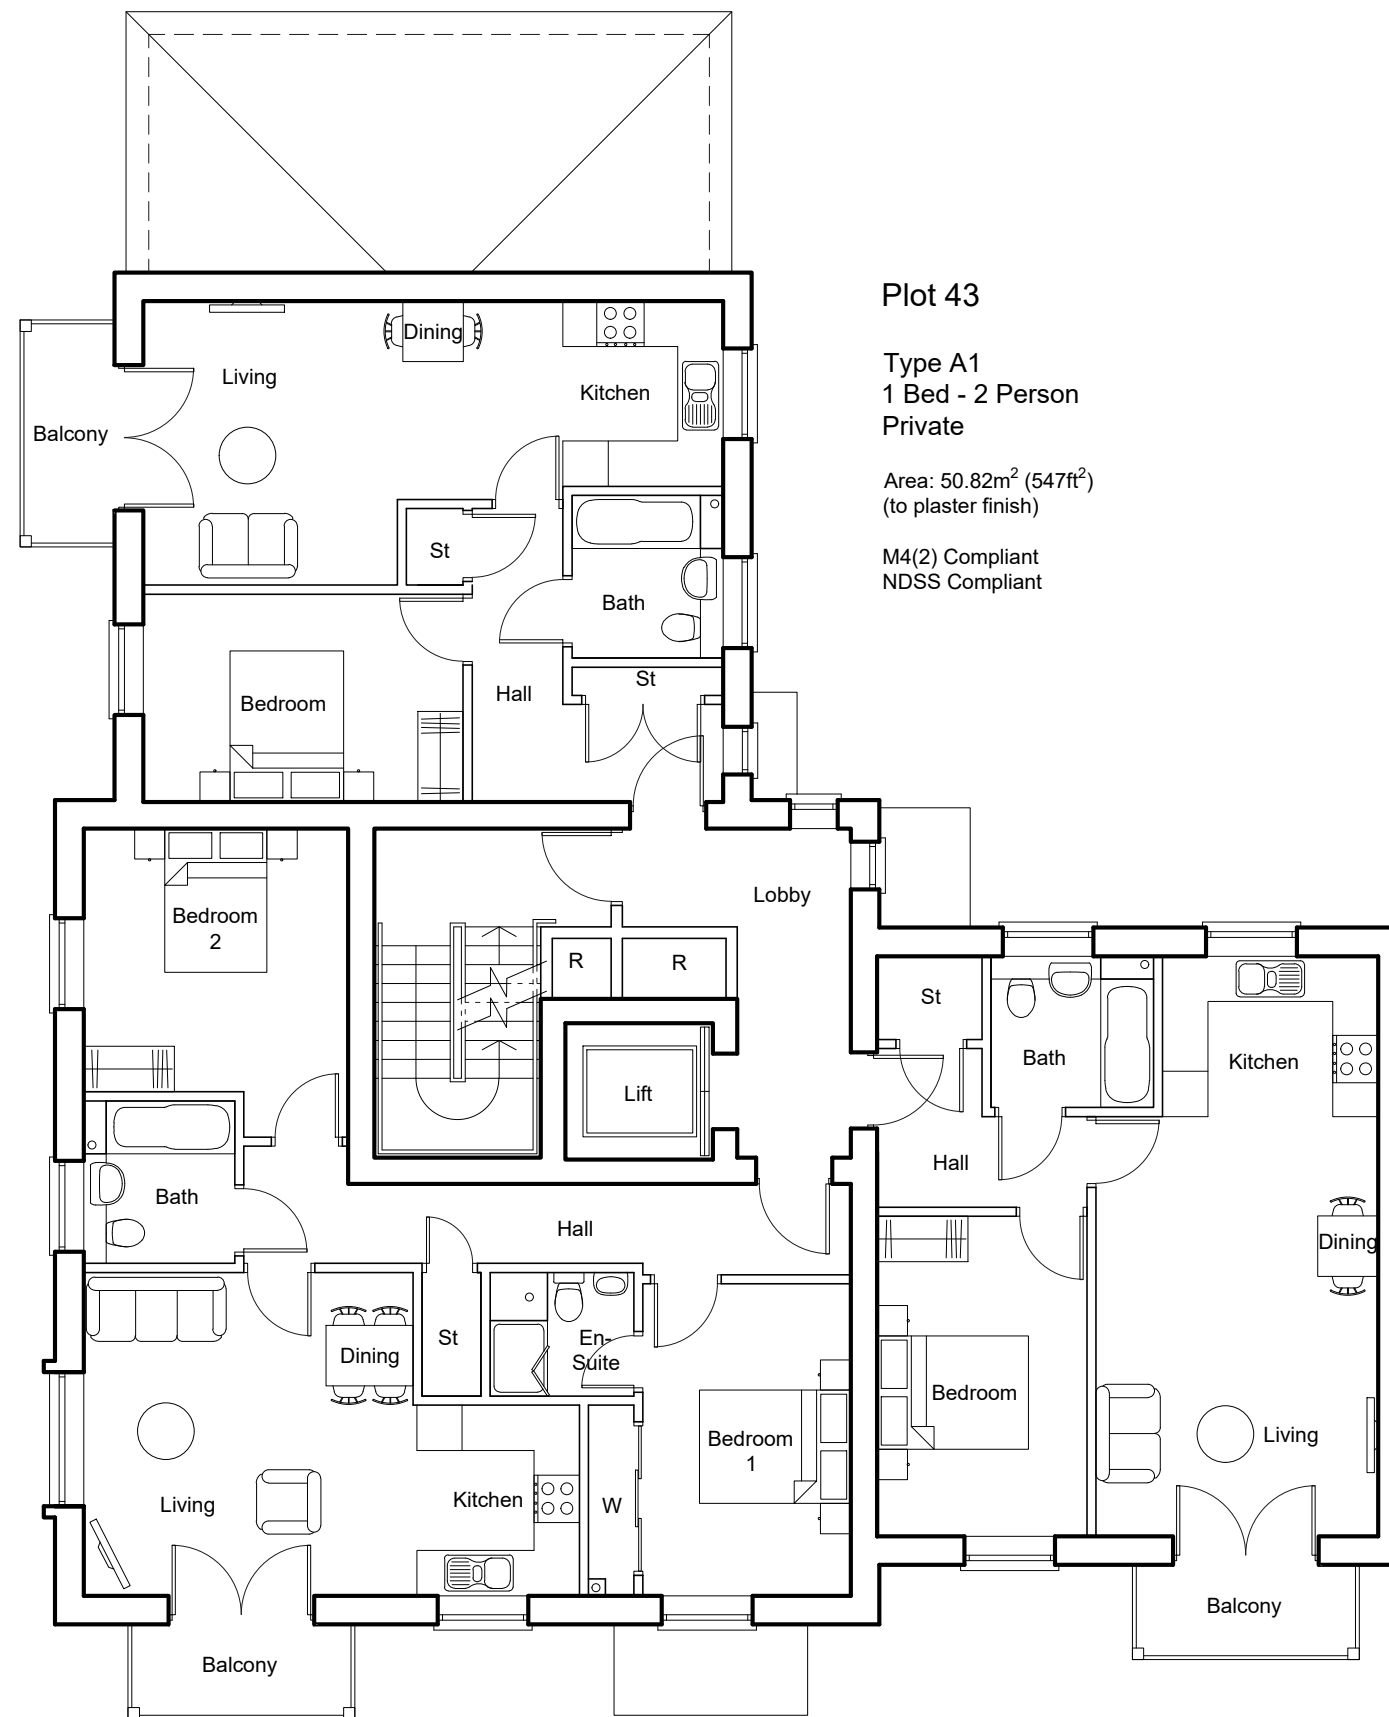 Plot 43
Type A1
1 Bed - 2 Person
Private
Area: 50.82m² (547ft²)
(to plaster finish)
M4(2) Compliant
NDSS Compliant
Dining
Living
Kitchen
Balcony
St
Bath
St
Hall
Bedroom
Lobby
Bedroom
2
R
R
St
Bath
Kitchen
Lift
Hall
Bath
Hall
Dining
St
En-
Suite
Dining
Bedroom
Bedroom
1
Living
Kitchen
W
Living
Balcony
Balcony